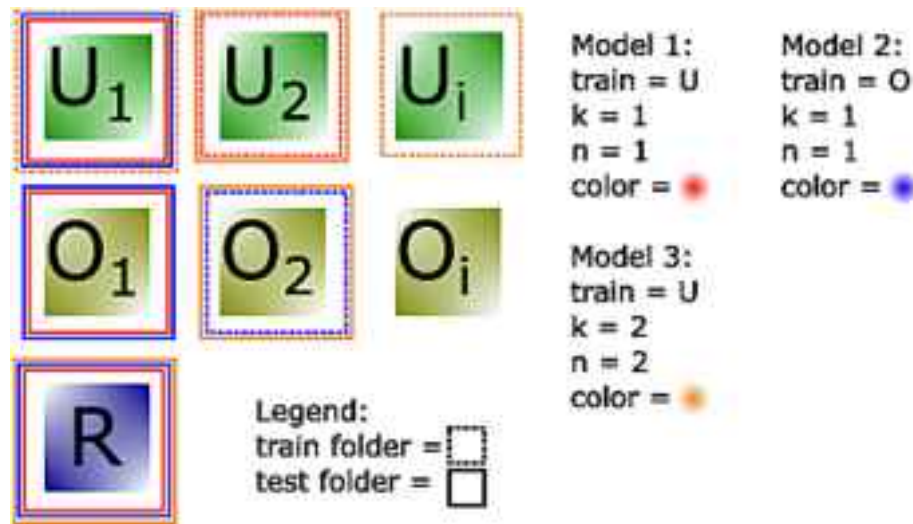 U1 U2 Ui
O1 O2 Oi
R
Legend:
train folder =
test folder =
Model 1:
train = U
k = 1
n = 1
color =
Model 2:
train = O
k = 1
n = 1
color =
Model 3:
train = U
k = 2
n = 2
color =